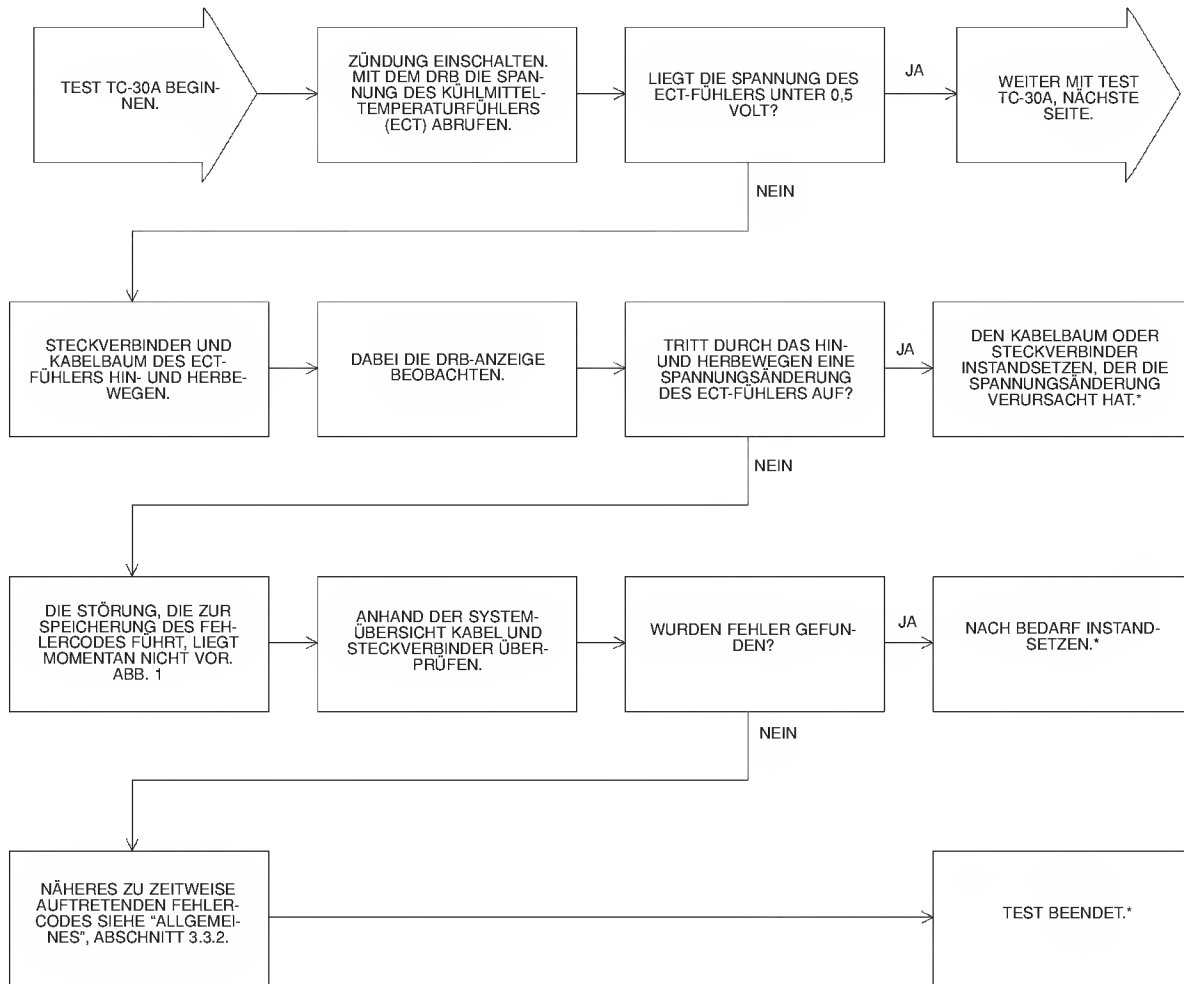 TEST TC-30A BEGIN-
NEN.
ZÜNDUNG EINSCHALTEN.
MIT DEM DRB DIE SPAN-
NUNG DES KÜHLMITTEL-
TEMPERATURFÜHLERS
(ECT) ABRUFEN.
LIEGT DIE SPANNUNG DES
ECT-FÜHLERS UNTER 0,5
VOLT?
JA
WEITER MIT TEST
TC-30A, NÄCHSTE
SEITE.
NEIN
STECKVERBINDER UND
KABELBAUM DES ECT-
FÜHLERS HIN- UND HERBE-
WEGEN.
DABEI DIE DRB-ANZEIGE
BEOBACHTEN.
TRITT DURCH DAS HIN-
UND HERBEWEGEN EINE
SPANNUNGSÄNDERUNG
DES ECT-FÜHLERS AUF?
JA
DEN KABELBAUM ODER
STECKVERBINDER
INSTANDSETZEN, DER DIE
SPANNUNGSÄNDERUNG
VERURSACHT HAT.*
NEIN
DIE STÖRUNG, DIE ZUR
SPEICHERUNG DES FEH-
LERCODES FÜHRT, LIEGT
MOMENTAN NICHT VOR.
ABB. 1
ANHAND DER SYSTEM-
ÜBERSICHT KABEL UND
STECKVERBINDER ÜBER-
PRÜFEN.
WURDEN FEHLER GEFUN-
DEN?
JA
NACH BEDARF INSTAND-
SETZEN.*
NEIN
NÄHERES ZU ZEITWEISE
AUFTRETENDEN FEHLER-
CODES SIEHE "ALLGEMEI-
NES", ABSCHNITT 3.3.2.
TEST BEENDET.*